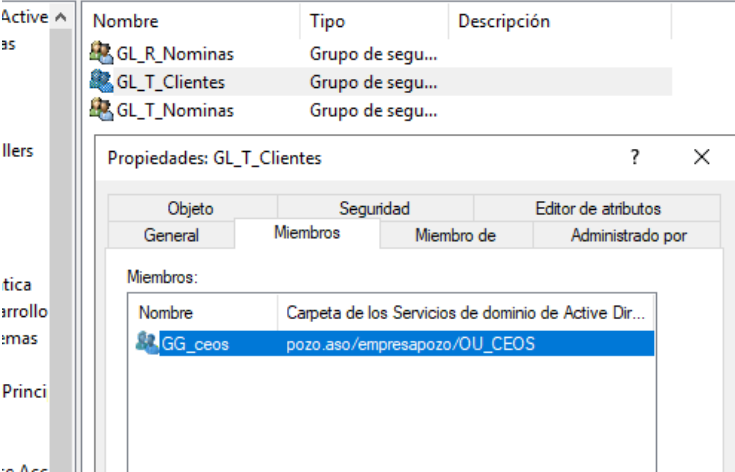 Active
as
llers
tica
arrollo
emas
Princi
Nombre Tipo Descripción
GL_R_Nominas Grupo de segu...
GL_T_Clientes Grupo de segu...
GL_T_Nominas Grupo de segu...
Propiedades: GL_T_Clientes ? X
Objeto Seguridad Editor de atributos
General Miembros Miembro de Administrado por
Miembros:
Nombre Carpeta de los Servicios de dominio de Active Dir...
GG_ceos pozo.aso/empresapozo/OU_CEOS